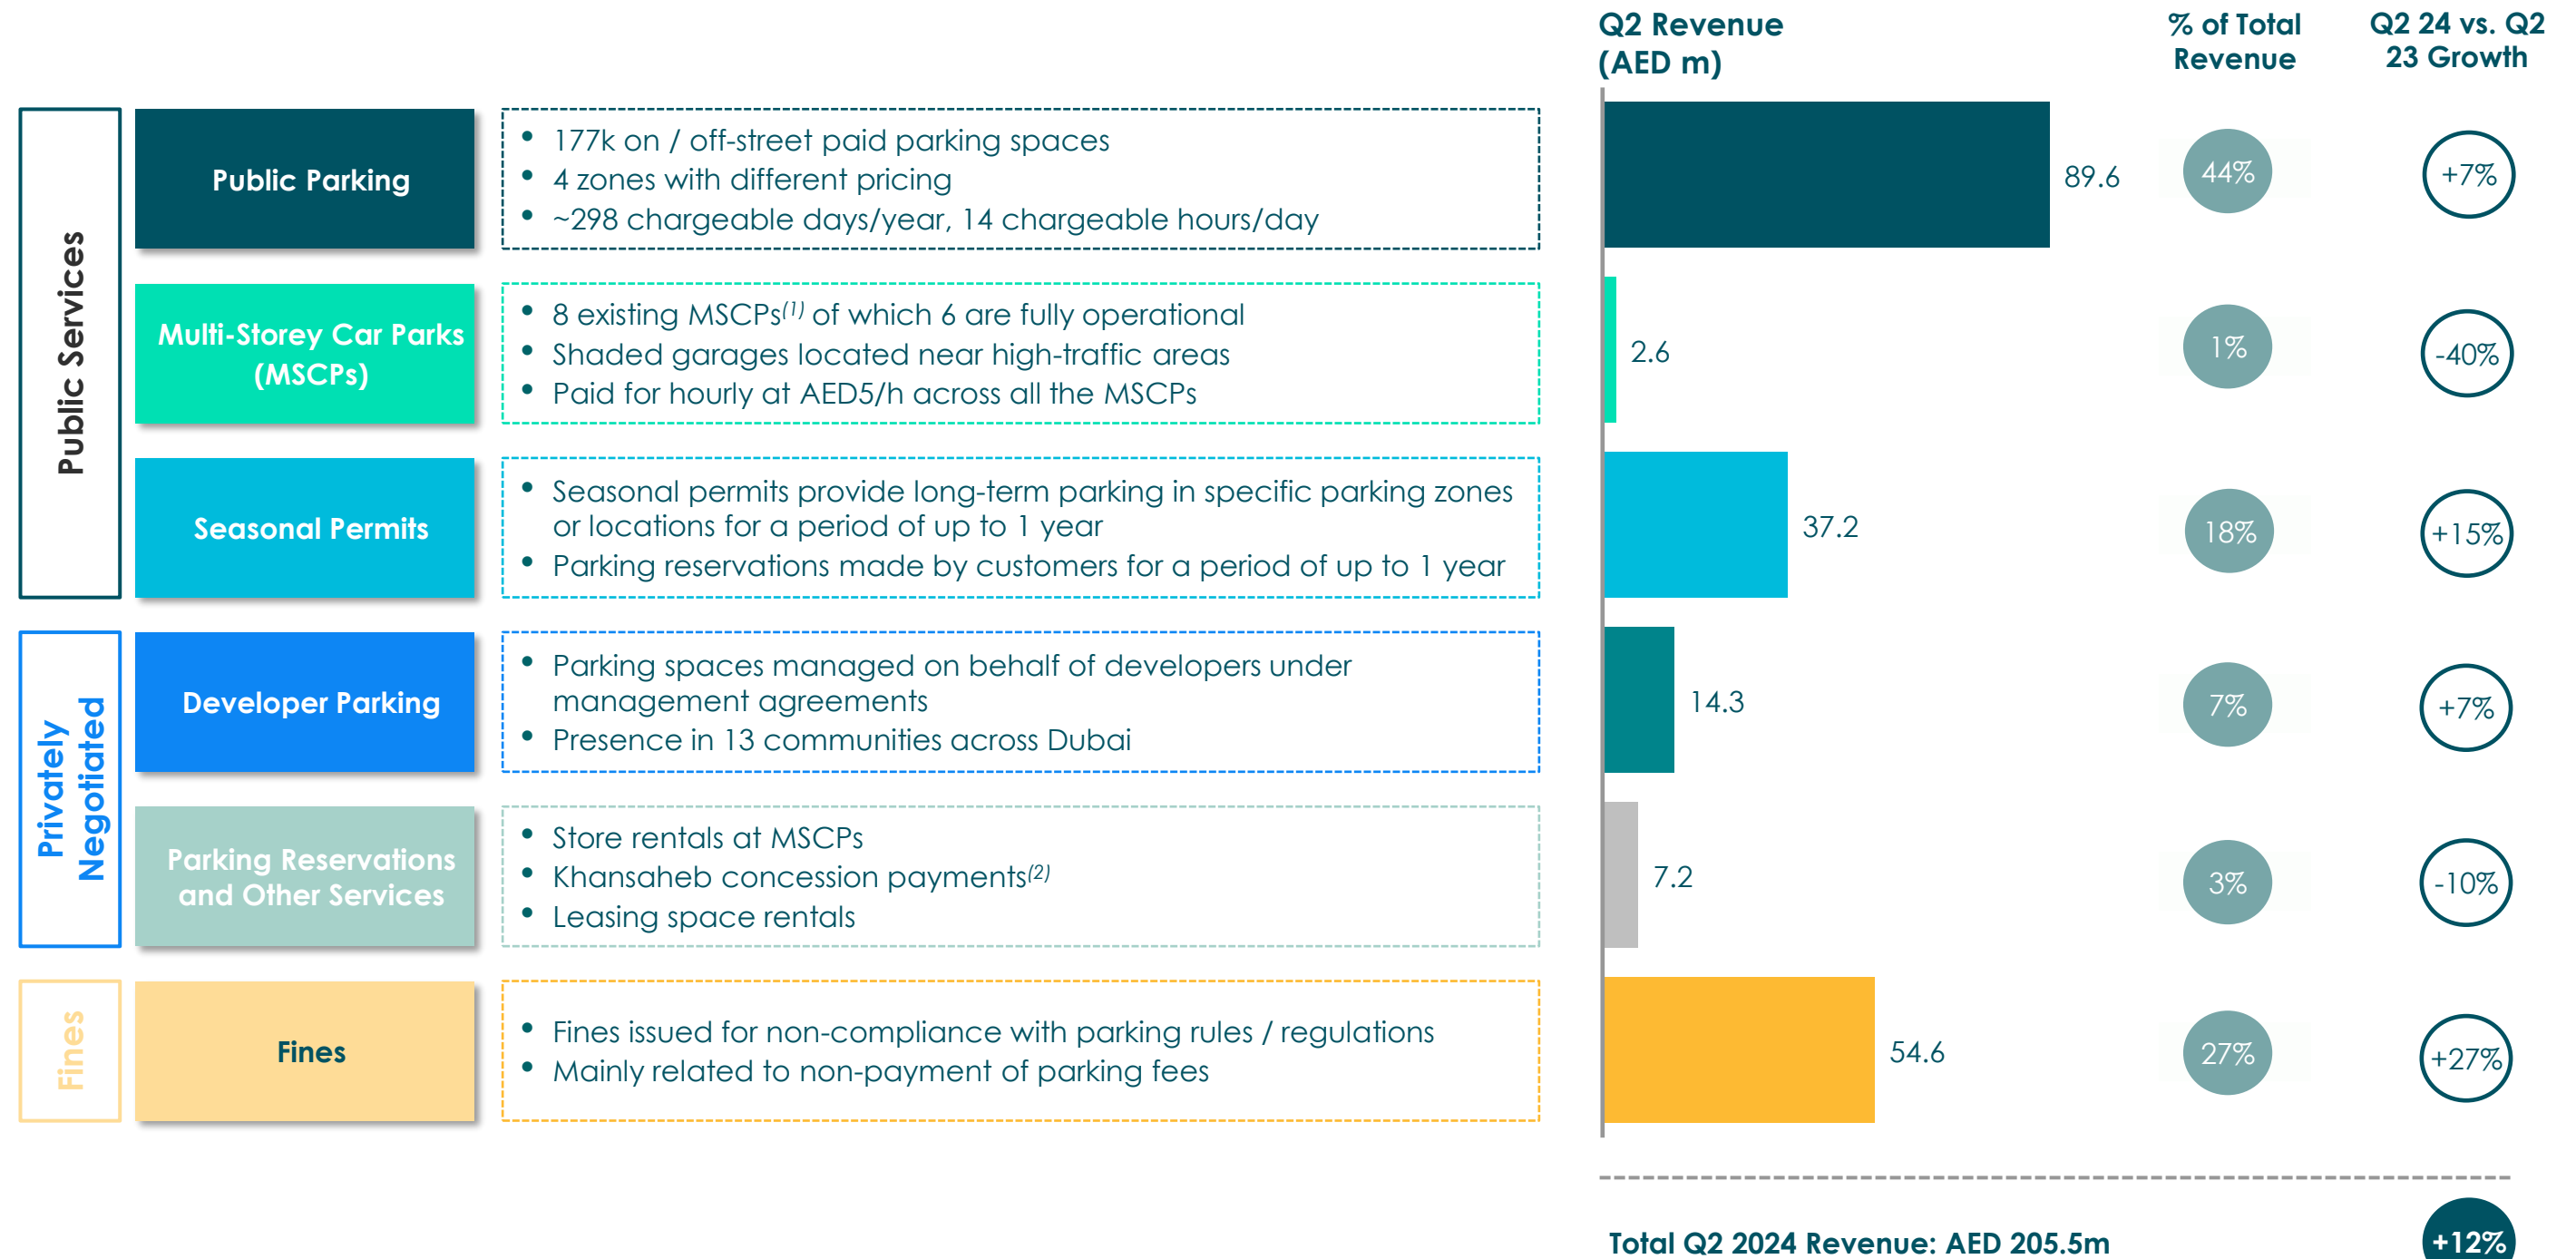 Q2 Revenue
(AED m)
% of Total
Revenue
Q2 24 vs. Q2
23 Growth
Public Services
Public Parking
• 177k on / off-street paid parking spaces
• 4 zones with different pricing
• ~298 chargeable days/year, 14 chargeable hours/day
89.6
44%
+7%
Multi-Storey Car Parks
(MSCPs)
• 8 existing MSCPs(1) of which 6 are fully operational
• Shaded garages located near high-traffic areas
• Paid for hourly at AED5/h across all the MSCPs
2.6
1%
-40%
Seasonal Permits
• Seasonal permits provide long-term parking in specific parking zones
or locations for a period of up to 1 year
• Parking reservations made by customers for a period of up to 1 year
37.2
18%
+15%
Privately
Negotiated
Developer Parking
• Parking spaces managed on behalf of developers under
management agreements
• Presence in 13 communities across Dubai
14.3
7%
+7%
Parking Reservations
and Other Services
• Store rentals at MSCPs
• Khansaheb concession payments(2)
• Leasing space rentals
7.2
3%
-10%
Fines
Fines
• Fines issued for non-compliance with parking rules / regulations
• Mainly related to non-payment of parking fees
54.6
27%
+27%
Total Q2 2024 Revenue: AED 205.5m
+12%